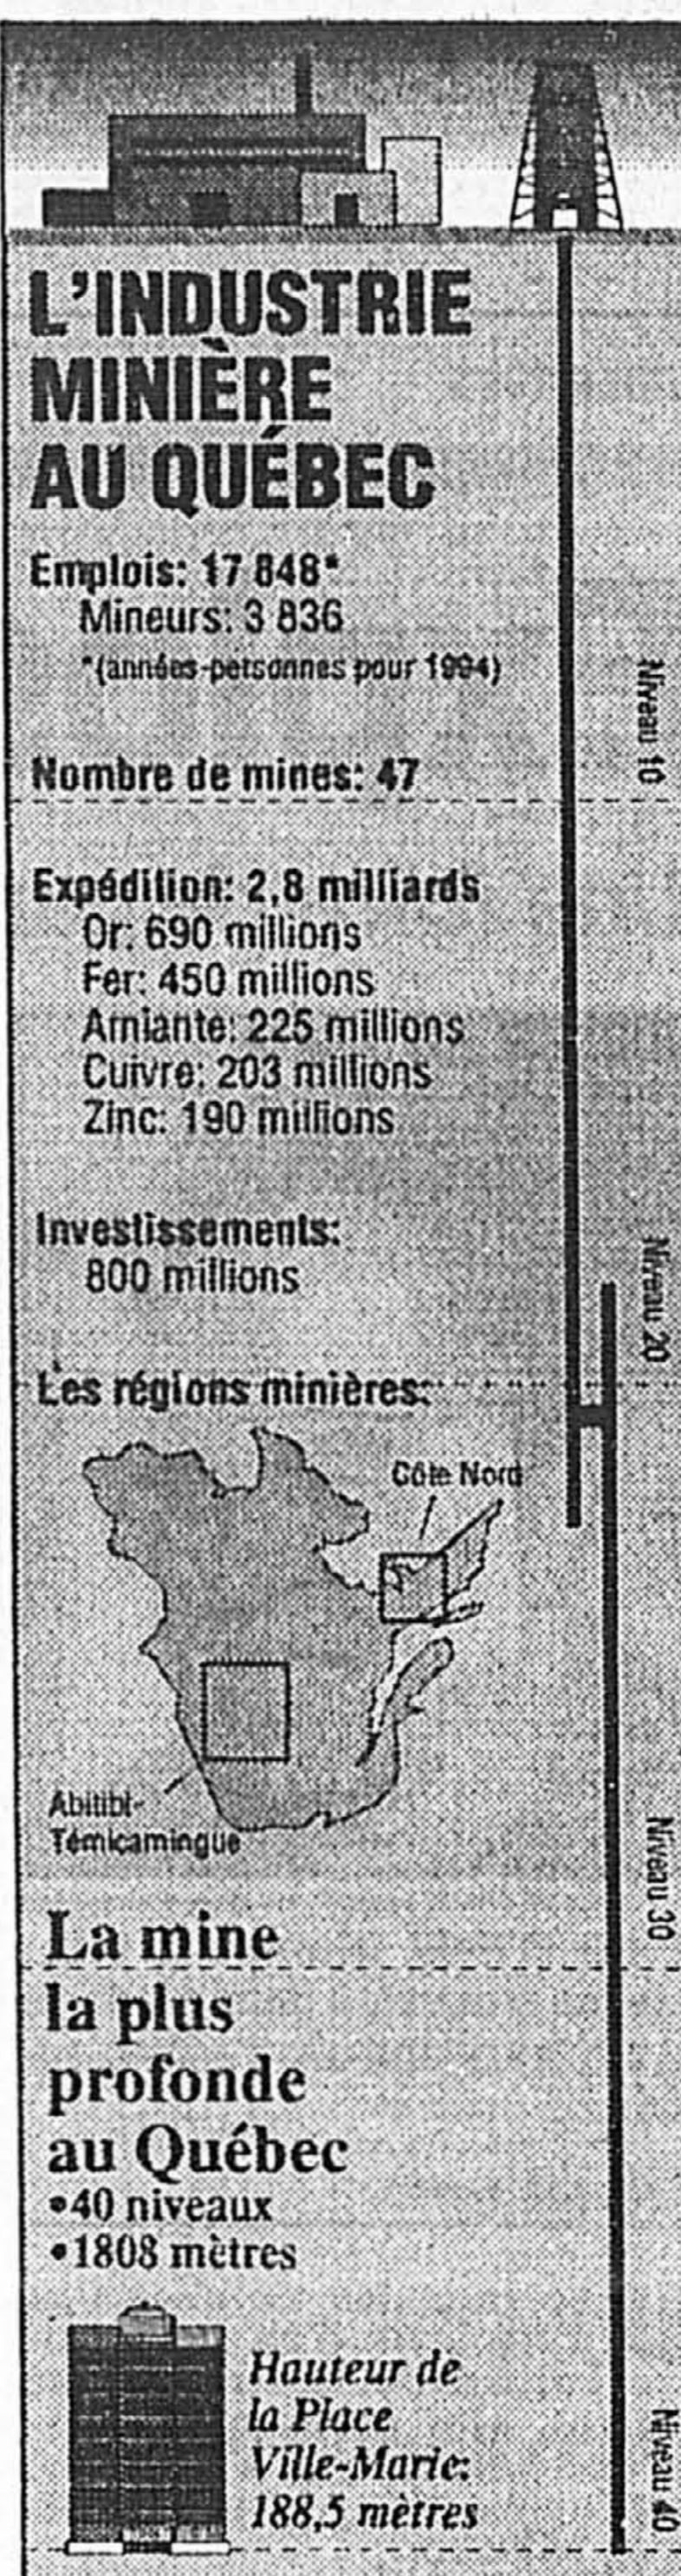 L'INDUSTRIE
MINIÈRE
AU QUÉBEC
Emplois: 17 848*
Mineurs: 3 836
*(années-personnes pour 1994)
Nombre de mines: 47
Expédition: 2,8 milliards
Or: 690 millions
Fer: 450 millions
Amiante: 225 millions
Cuivre: 203 millions
Zinc: 190 millions
Investissements:
800 millions
Les régions minières:
Côte Nord
Abitibi-
Témicamingue
La mine
la plus
profonde
au Québec
•40 niveaux
•1808 mètres
Hauteur de
la Place
Ville-Marie:
188,5 mètres
Niveau 10
Niveau 20
Niveau 30
Niveau 40